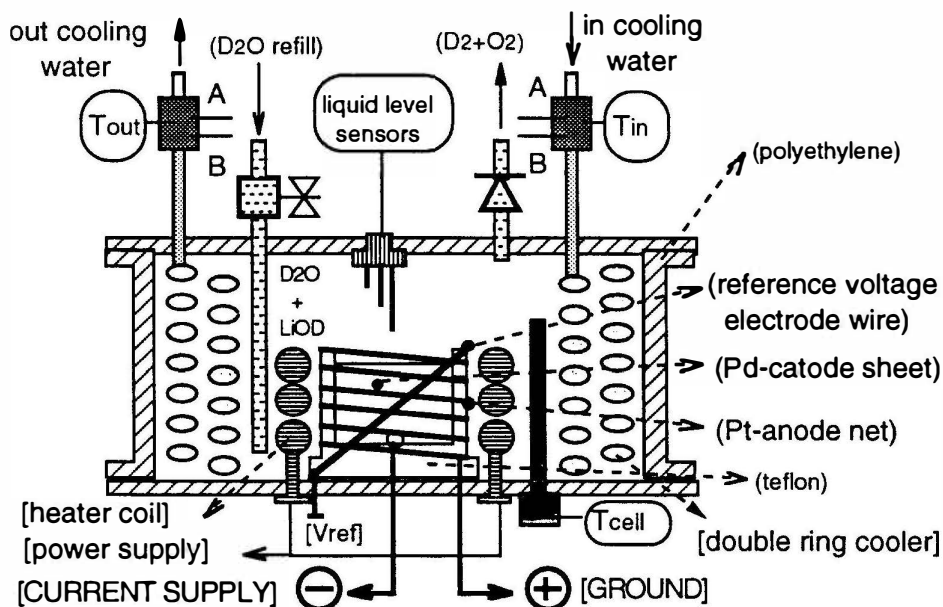 out cooling
water
(D2O refill)
(D2+O2)
in cooling
water
A
A
liquid level
sensors
Tout
Tin
B
B
(polyethylene)
D2O
+
LiOD
(reference voltage
electrode wire)
(Pd-catode sheet)
(Pt-anode net)
(teflon)
[heater coil]
[Vref]
Tcell
[power supply]
[double ring cooler]
[CURRENT SUPPLY] −
+ [GROUND]